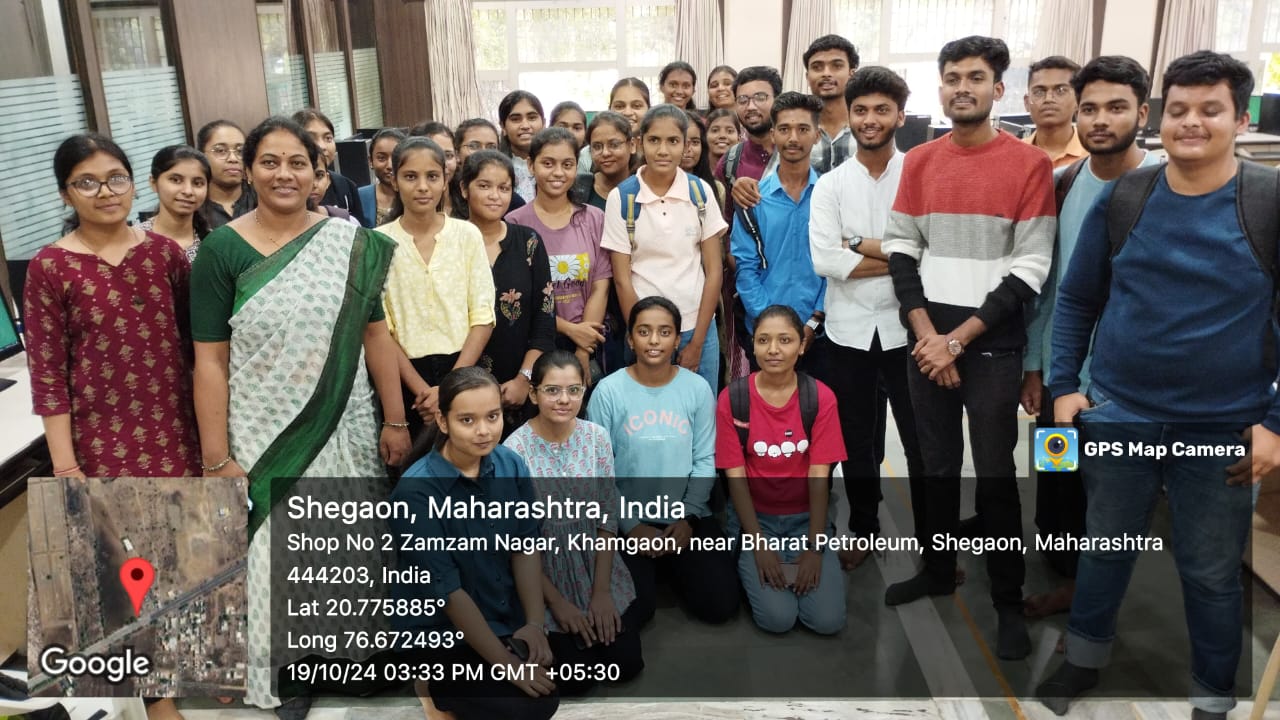 ICONIC
GPS Map Camera
Shegaon, Maharashtra, India
Shop No 2 Zamzam Nagar, Khamgaon, near Bharat Petroleum, Shegaon, Maharashtra
444203, India
Lat 20.775885°
Long 76.672493°
19/10/24 03:33 PM GMT +05:30
Google